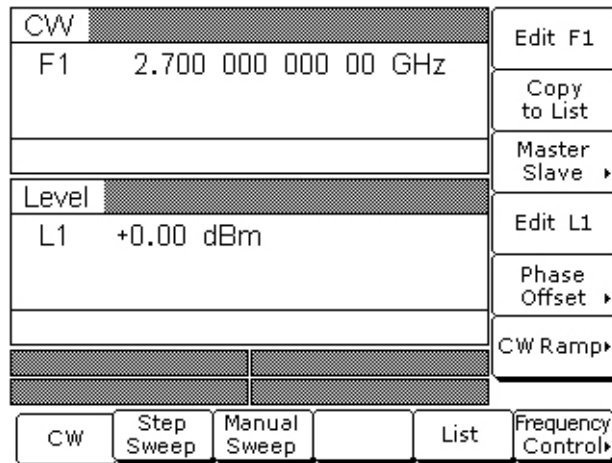 CW
F1 2.700 000 000 00 GHz
Level
L1 +0.00 dBm
Edit F1
Copy
to List
Master
Slave
Edit L1
Phase
Offset
CW Ramp
CW
Step
Sweep
Manual
Sweep
List
Frequency
Control